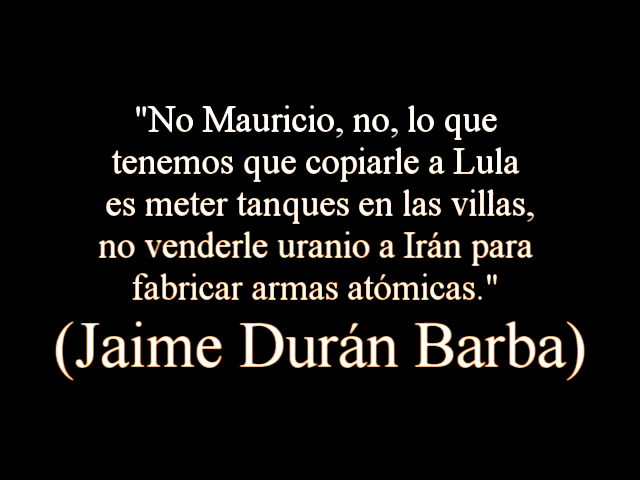 "No Mauricio, no, lo que
tenemos que copiarle a Lula
es meter tanques en las villas,
no venderle uranio a Irán para
fabricar armas atómicas."
(Jaime Durán Barba)